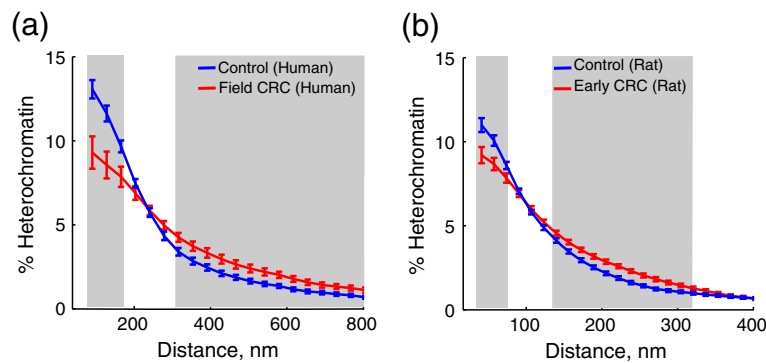 (a)
15
10
5
0
% Heterochromatin
Control (Human)
Field CRC (Human)
200
400
600
800
Distance, nm
(b)
15
10
5
0
% Heterochromatin
Control (Rat)
Early CRC (Rat)
100
200
300
400
Distance, nm